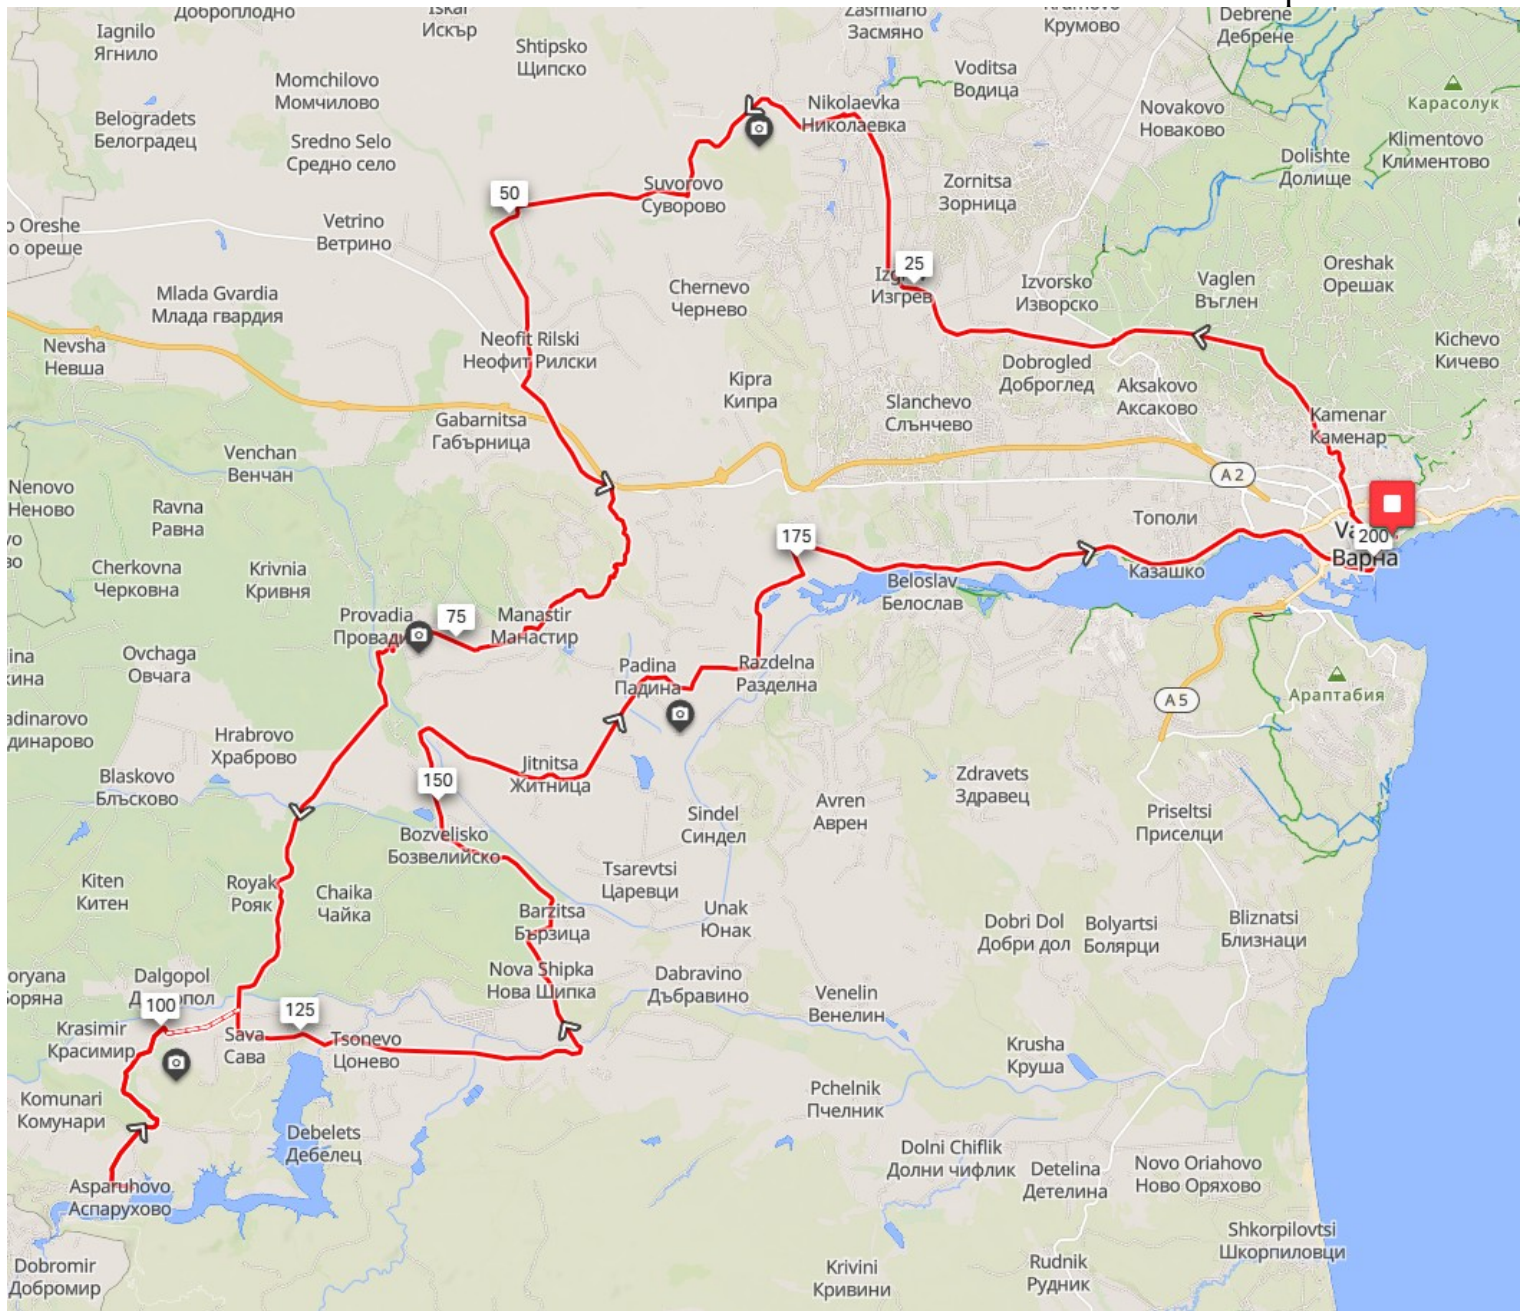 Доброплодно
Iskar
Искър
Zasmiano
Засмяно
Krumovo
Крумово
Debrene
Дебрене
Iagnilo
Ягнило
Shtipsko
Щипско
Momchilovo
Момчилово
Voditsa
Водица
Карасолук
Belogradets
Белоградец
Nikolaevka
Николаевка
Novakovo
Новаково
Klimentovo
Климентово
Sredno Selo
Средно село
Dolishte
Долище
Suvorovo
Суворово
Zornitsa
Зорница
50
Oreshe
о ореше
Vetrino
Ветрино
25
Изгрев
Izvorsko
Изворско
Vaglen
Въглен
Oreshak
Орешак
Mlada Gvardia
Млада гвардия
Chernevo
Чернево
Nevsha
Невша
Neofit Rilski
Неофит Рилски
Kichevo
Кичево
Dobrogled
Доброглед
Kipra
Кипра
Aksakovo
Аксаково
Slanchevo
Слънчево
Kamenar
Каменар
Gabarnitsa
Габърница
Venchan
Венчан
A 2
Nenovo
Неново
Ravna
Равна
Тополи
175
200
Варна
Cherkovna
Черковна
Krivnia
Кривня
Казашко
Beloslav
Белослав
Provadia
75
Manastir
Манастир
Ovchaga
Овчага
Padina
Падина
Razdelna
Разделна
Араптабия
A 5
Hrabrovo
Храброво
Blaskovo
Блъсково
Jitnitsa
Житница
150
Zdravets
Здравец
Sindel
Синдел
Avren
Аврен
Priseltsi
Приселци
Bozvelisko
Бозвелийско
Tsarevtsi
Царевци
Kiten
Китен
Royak
Рояк
Chaika
Чайка
Barzitsa
Бързица
Unak
Юнак
Dobri Dol
Добри дол
Bolyartsi
Болярци
Bliznatsi
Близнаци
Dalgopol
Nova Shipka
Нова Шипка
Dabravino
Дъбравино
Venelin
Венелин
100
125
Krasimir
Красимир
Sava
Сава
Tsonevo
Цонево
Krusha
Круша
Komunari
Комунари
Pchelnik
Пчелник
Debelets
Дебелец
Dolni Chiflik
Долни чифлик
Detelina
Детелина
Novo Oriahovo
Ново Оряхово
Asparuhovo
Аспарухово
Shkorpilovtsi
Шкорпиловци
Dobromir
Добромир
Krivini
Кривини
Rudnik
Рудник